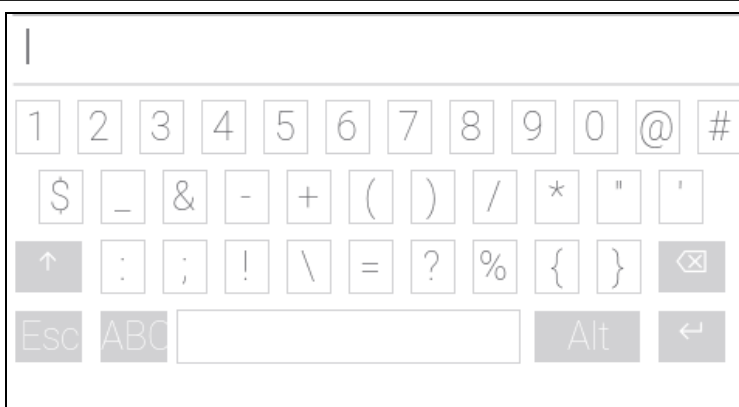 1 2 3 4 5 6 7 8 9 0 @ #
$ _ & - + ( ) / * " '
↑ : ; ! \ = ? % { }
Esc ABC Alt ↵